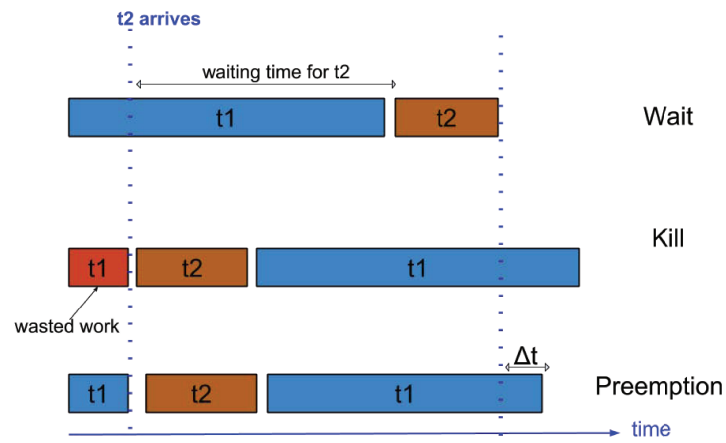 t2 arrives
waiting time for t2
t1
t2
Wait
t1
t2
t1
Kill
wasted work
t1
t2
t1
Δt
Preemption
time